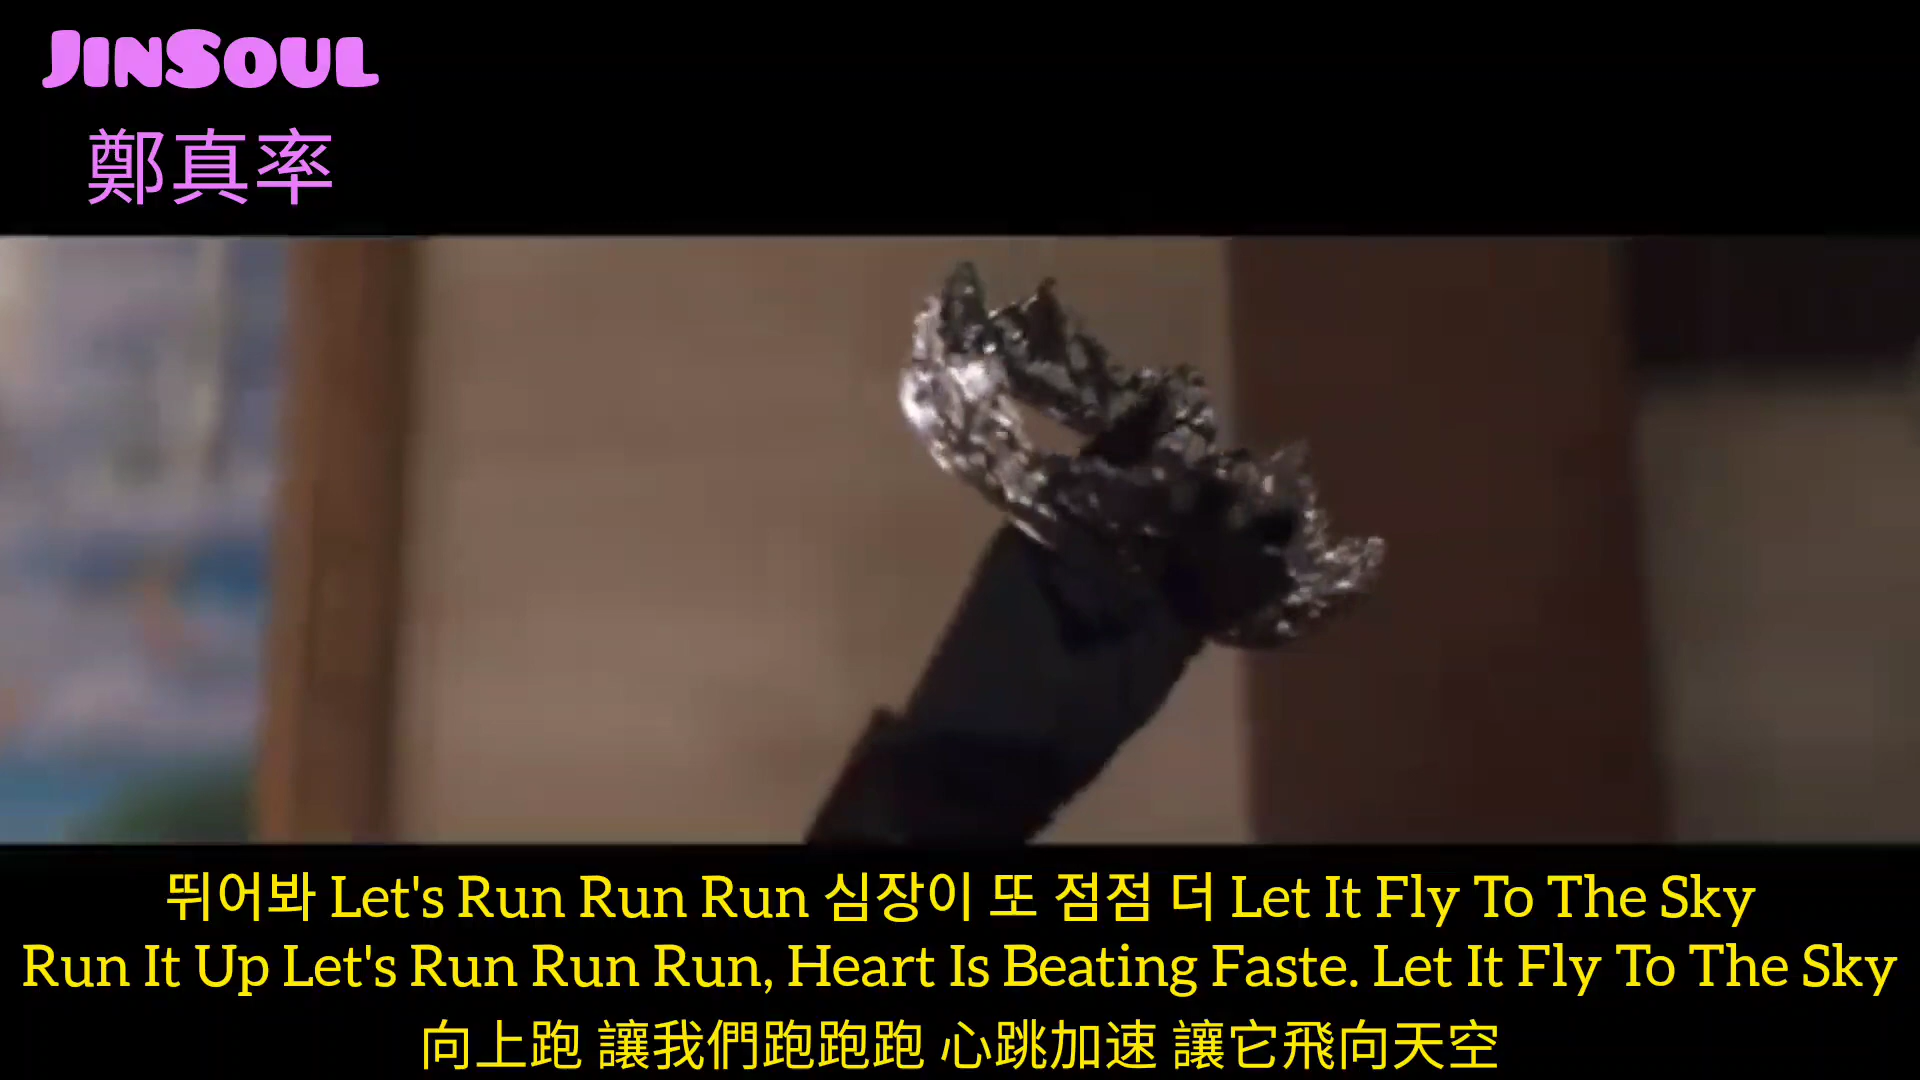 JinSoul
鄭真率
뛰어봐 Let's Run Run Run 심장이 또 점점 더 Let It Fly To The Sky
Run It Up Let's Run Run Run, Heart Is Beating Faste. Let It Fly To The Sky
向上跑 讓我們跑跑跑 心跳加速 讓它飛向天空